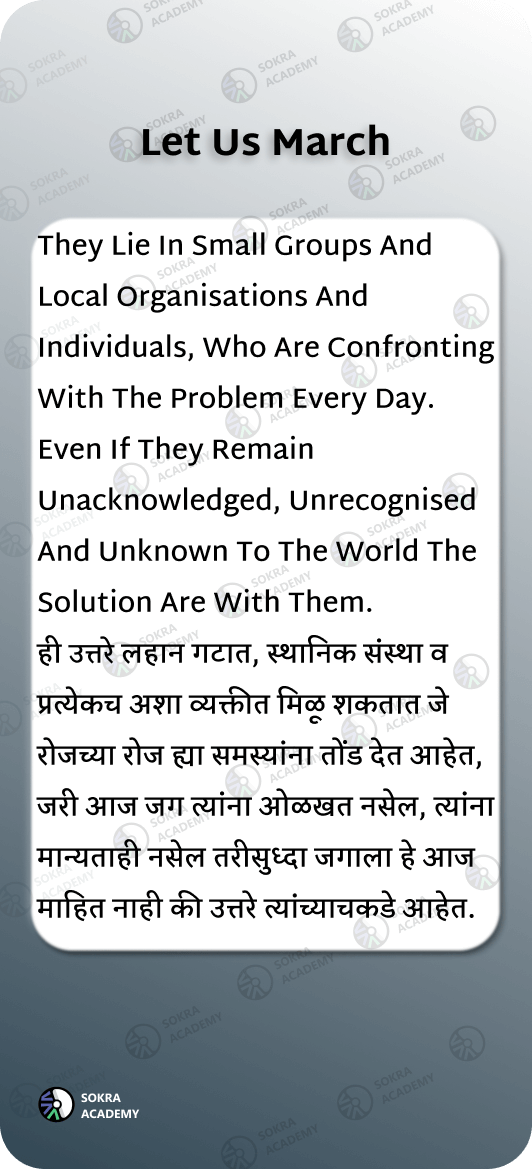 Let Us March
They Lie In Small Groups And
Local Organisations And
Individuals, Who Are Confronting
With The Problem Every Day.
Even If They Remain
Unacknowledged, Unrecognised
And Unknown To The World The
Solution Are With Them.
ही उत्तरे लहान गटात, स्थानिक संस्था व
प्रत्येकच अशा व्यक्तीत मिळू शकतात जे
रोजच्या रोज ह्या समस्यांना तोंड देत आहेत,
जरी आज जग त्यांना ओळखत नसेल, त्यांना
मान्यताही नसेल तरीसुध्दा जगाला हे आज
माहित नाही की उत्तरे त्यांच्याचकडे आहेत.
SOKRA
ACADEMY